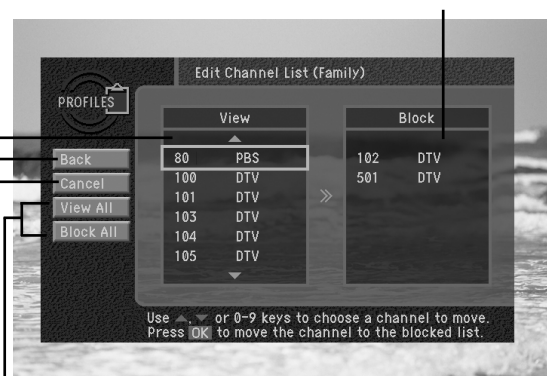 Edit Channel List (Family)
PROFILES
View
Block
Back
Cancel
View All
Block All
80 PBS
100 DTV
101 DTV
103 DTV
104 DTV
105 DTV
102 DTV
501 DTV
Use ▲, ▼ or 0-9 keys to choose a channel to move.
Press OK to move the channel to the blocked list.